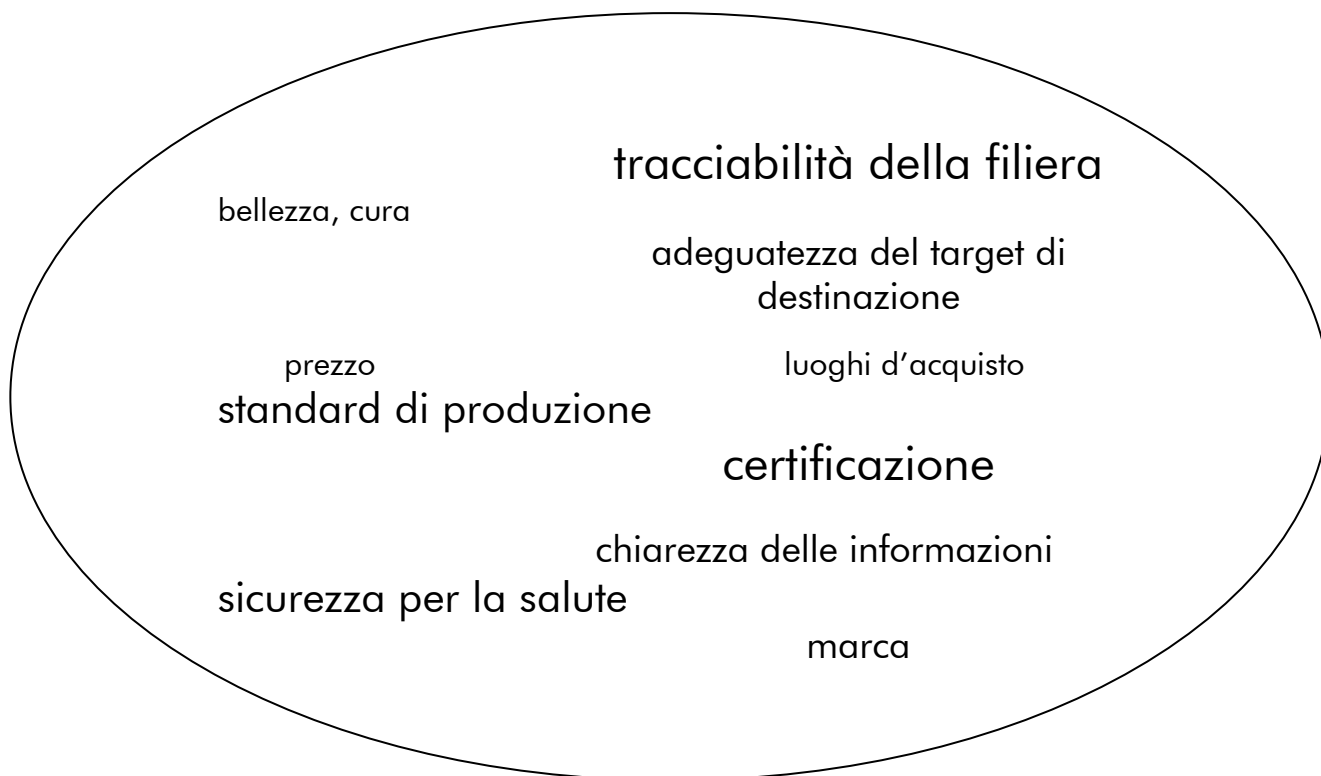 tracciabilità della filiera
bellezza, cura
adeguatezza del target di
destinazione
prezzo
luoghi d’acquisto
standard di produzione
certificazione
chiarezza delle informazioni
sicurezza per la salute
marca